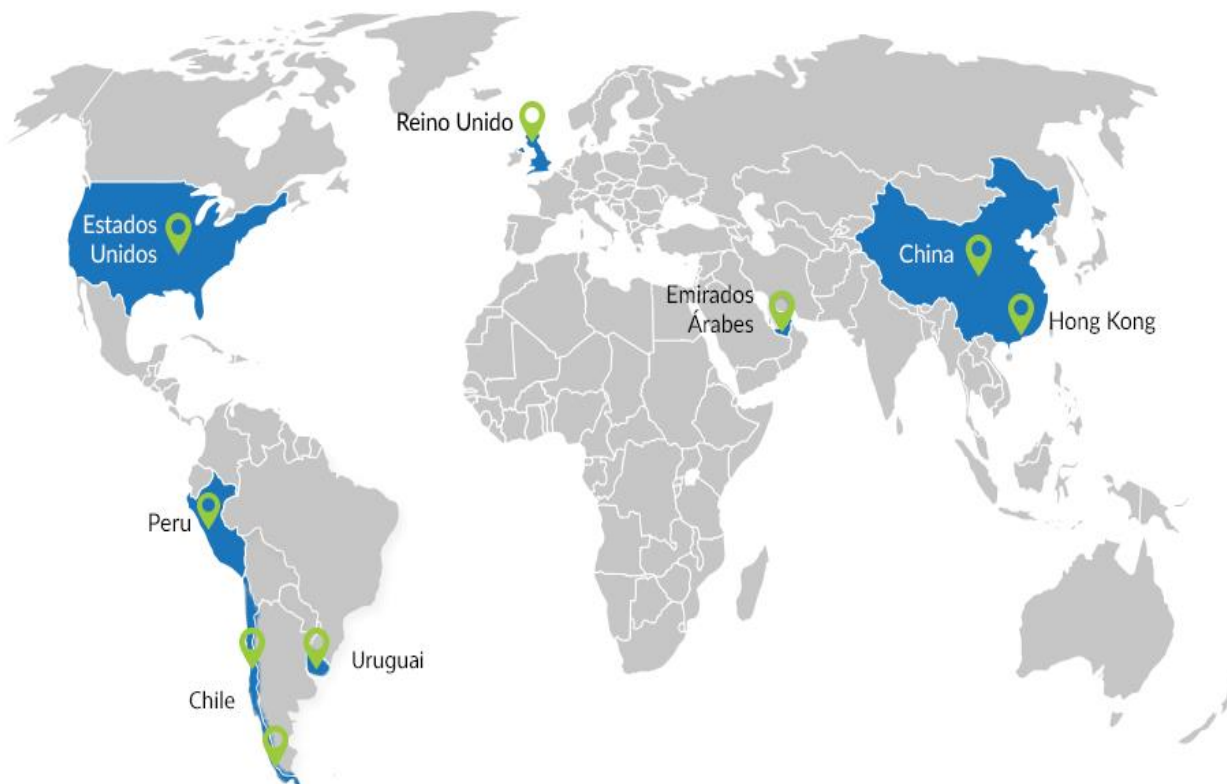 Reino Unido
Estados
Unidos
China
Emirados
Árabes
Hong Kong
Peru
Uruguai
Chile